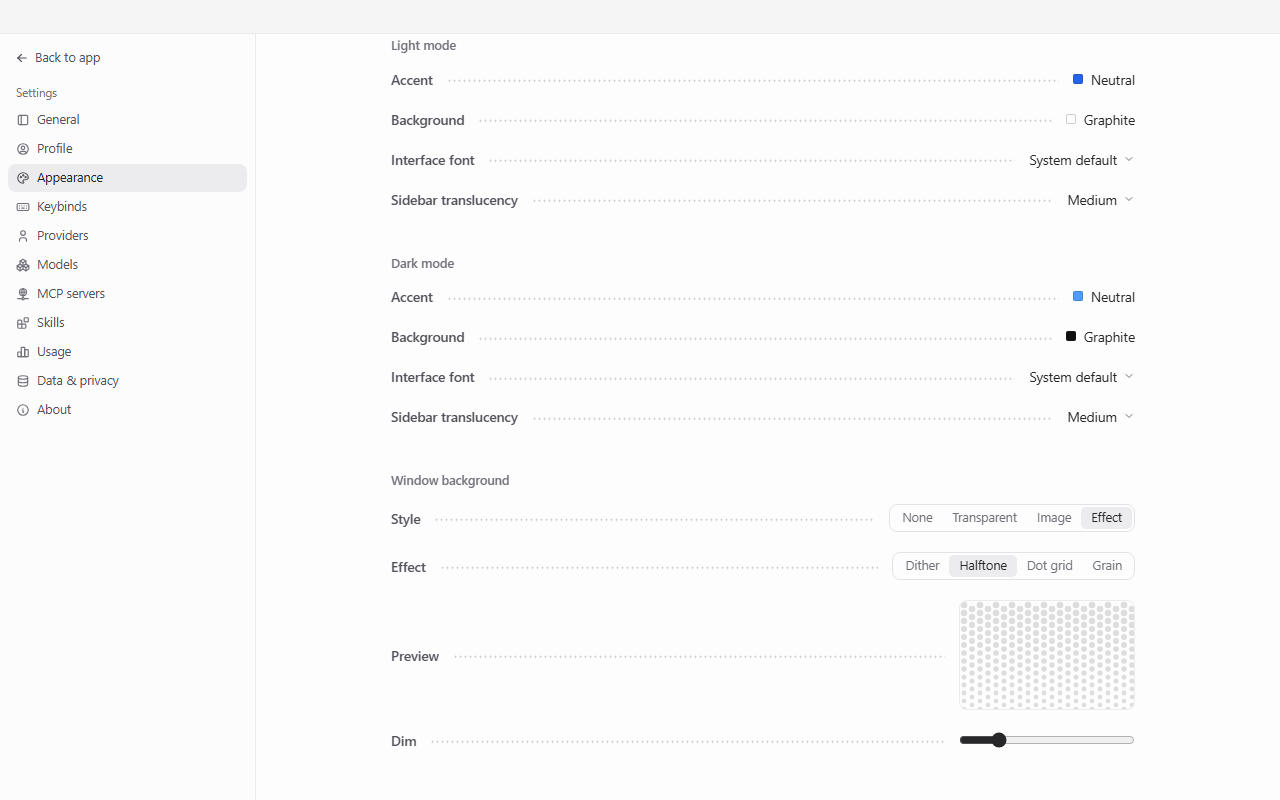 Back to app
Settings
General
Profile
Appearance
Keybinds
Providers
Models
MCP servers
Skills
Usage
Data & privacy
About
Light mode
Accent Neutral
Background Graphite
Interface font System default
Sidebar translucency Medium
Dark mode
Accent Neutral
Background Graphite
Interface font System default
Sidebar translucency Medium
Window background
Style None Transparent Image Effect
Effect Dither Halftone Dot grid Grain
Preview
Dim